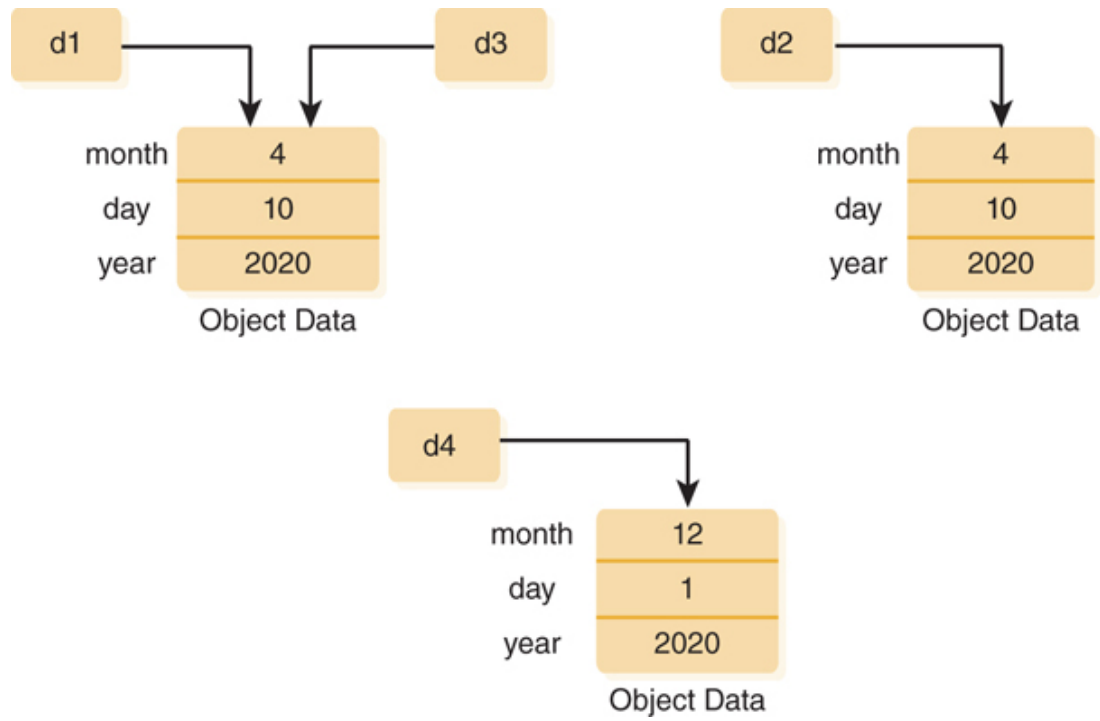 d1
d3
d2
month 4
day 10
year 2020
Object Data
month 4
day 10
year 2020
Object Data
d4
month 12
day 1
year 2020
Object Data